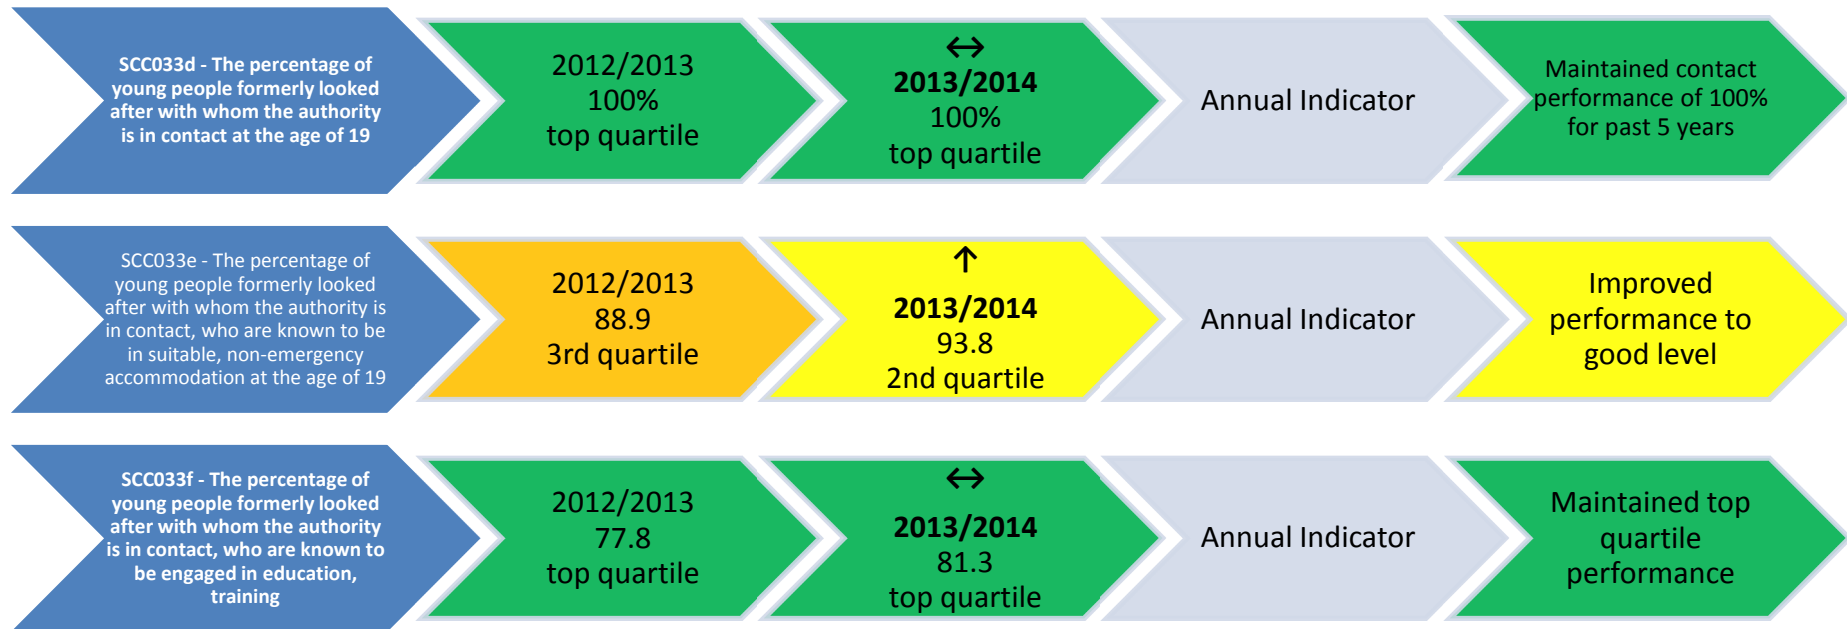 SCC033d - The percentage of
young people formerly looked
after with whom the authority
is in contact at the age of 19
2012/2013
100%
top quartile
↔
2013/2014
100%
top quartile
Annual Indicator
Maintained contact
performance of 100%
for past 5 years
SCC033e - The percentage of
young people formerly looked
after with whom the authority is
in contact, who are known to be
in suitable, non-emergency
accommodation at the age of 19
2012/2013
88.9
3rd quartile
↑
2013/2014
93.8
2nd quartile
Annual Indicator
Improved
performance to
good level
SCC033f - The percentage of
young people formerly looked
after with whom the authority
is in contact, who are known to
be engaged in education,
training
2012/2013
77.8
top quartile
↔
2013/2014
81.3
top quartile
Annual Indicator
Maintained top
quartile
performance